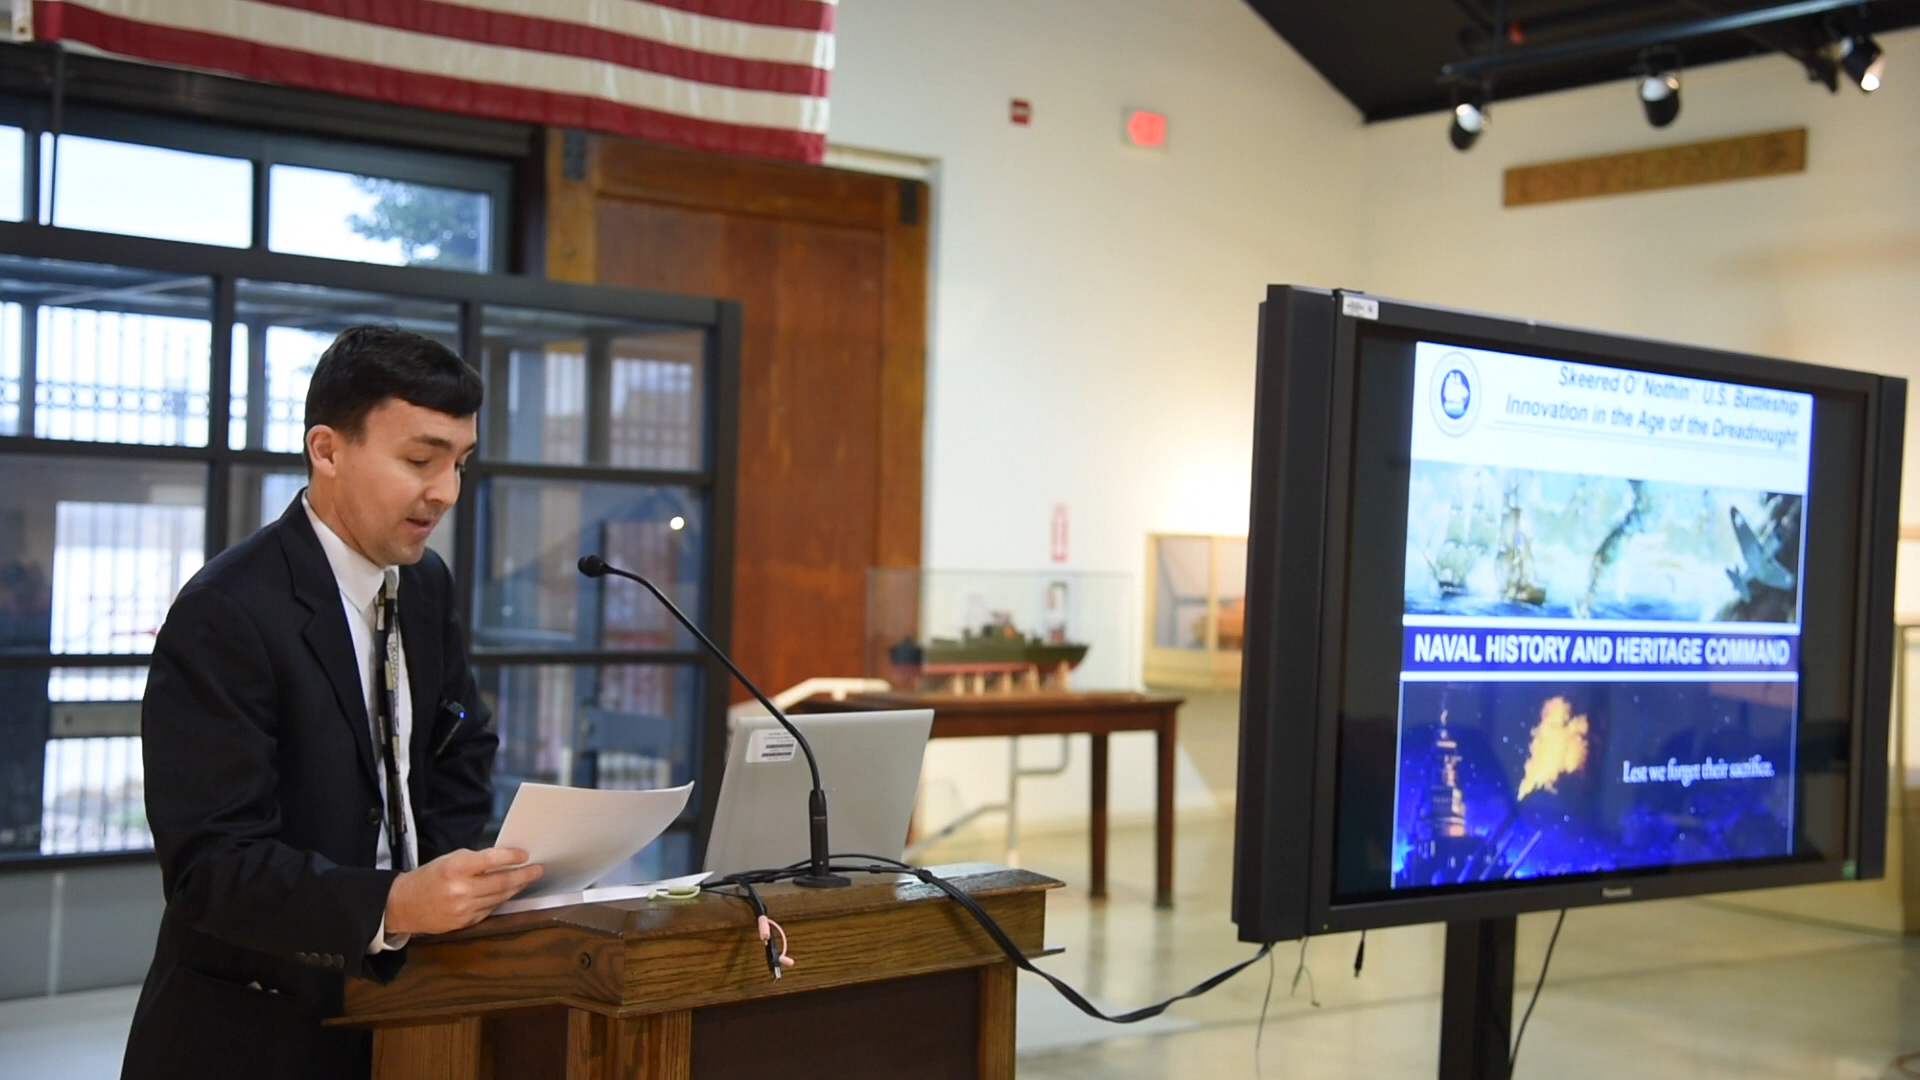 Skeered O' Nothin': U.S. Battleship
Innovation in the Age of the Dreadnought
NAVAL HISTORY AND HERITAGE COMMAND
Lest we forget their sacrifice.
Panasonic